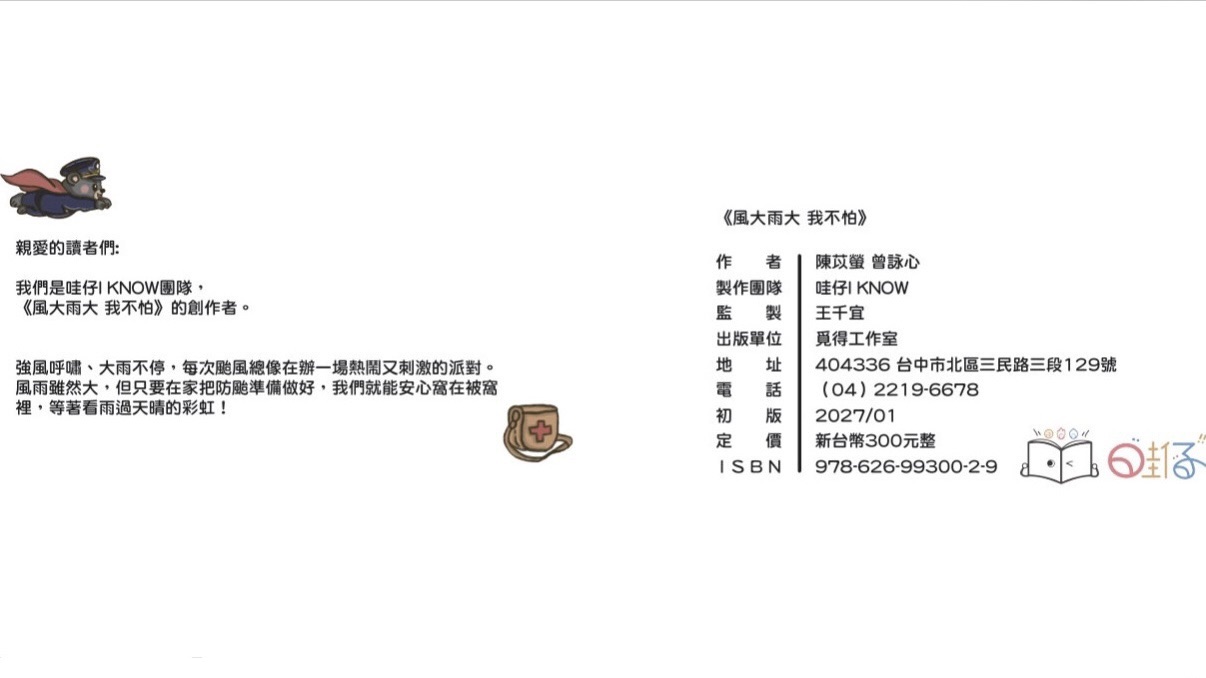 親愛的讀者們:
我們是哇仔I KNOW團隊，
《風大雨大 我不怕》的創作者。
強風呼嘯、大雨不停，每次颱風總像在辦一場熱鬧又刺激的派對。
風雨雖然大，但只要在家把防颱準備做好，我們就能安心窩在被窩
裡，等著看雨過天晴的彩虹！
《風大雨大 我不怕》
作者 陳苡螢 曾詠心
製作團隊 哇仔I KNOW
監製 王千宜
出版單位 覓得工作室
地址 404336 台中市北區三民路三段129號
電話 （04）2219-6678
初版 2027/01
定價 新台幣300元整
ISBN 978-626-99300-2-9
哇仔